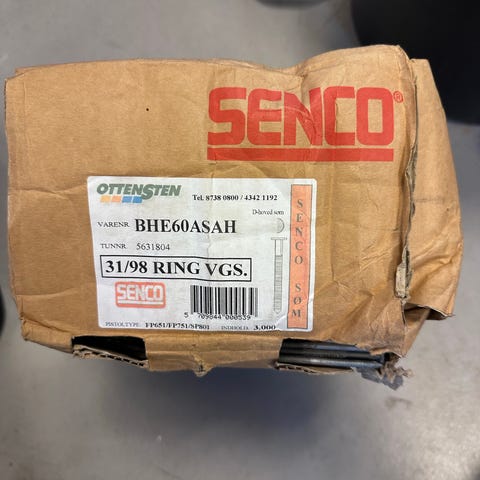 SENCO®
OTTENSTEN
Tel. 8738 0800 / 4342 1192
D-hoved søm
VARENR. BHE60ASAH
TUNNR 5631804
31/98 RING VGS.
SENCO
SENCO SØM
5 709844 000539
PISTOLTYPE: FP651/FP751/SP801 INDHOLD: 3,000